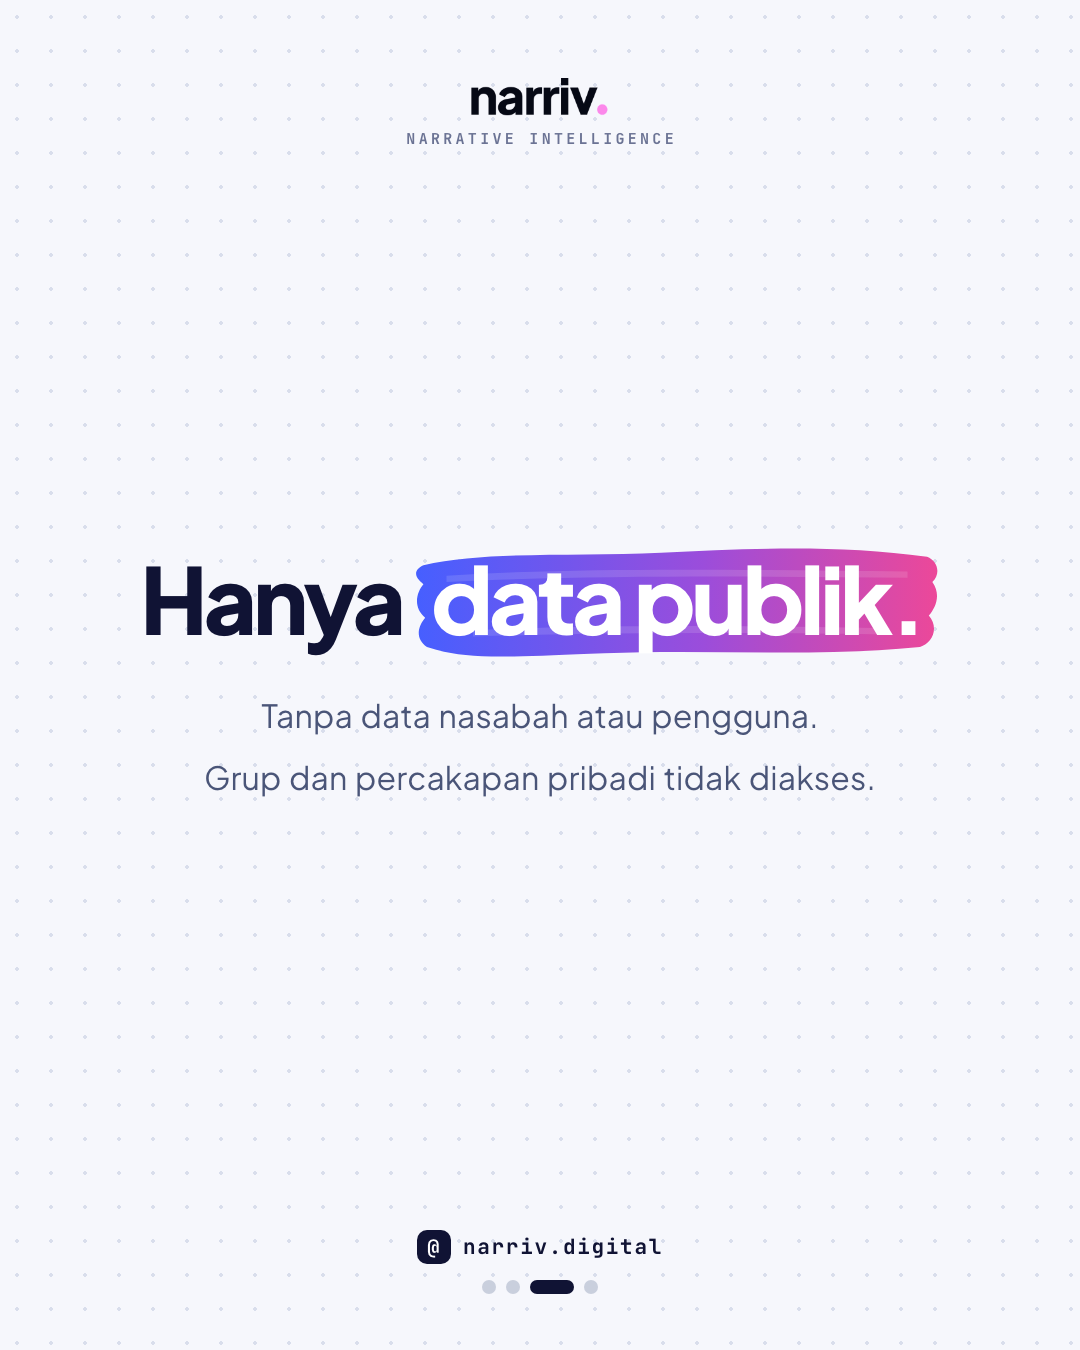 narriv.
NARRATIVE INTELLIGENCE
Hanya data publik.
Tanpa data nasabah atau pengguna.
Grup dan percakapan pribadi tidak diakses.
@ narriv.digital